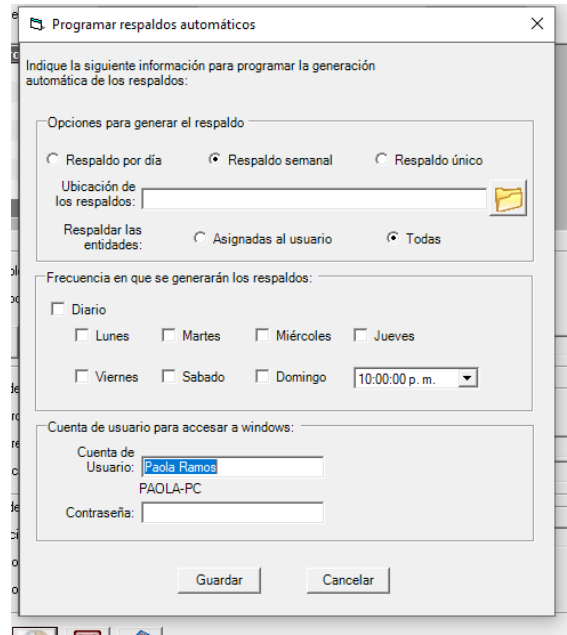 Programar respaldos automáticos
Indique la siguiente información para programar la generación
automática de los respaldos:
Opciones para generar el respaldo
Respaldo por día
Respaldo semanal
Respaldo único
Ubicación de
los respaldos:
Respaldar las
entidades:
Asignadas al usuario
Todas
Frecuencia en que se generarán los respaldos:
Diario
Lunes
Martes
Miércoles
Jueves
Viernes
Sabado
Domingo
10:00:00 p. m.
Cuenta de usuario para accesar a windows:
Cuenta de
Usuario:
Paola Ramos
PAOLA-PC
Contraseña:
Guardar
Cancelar